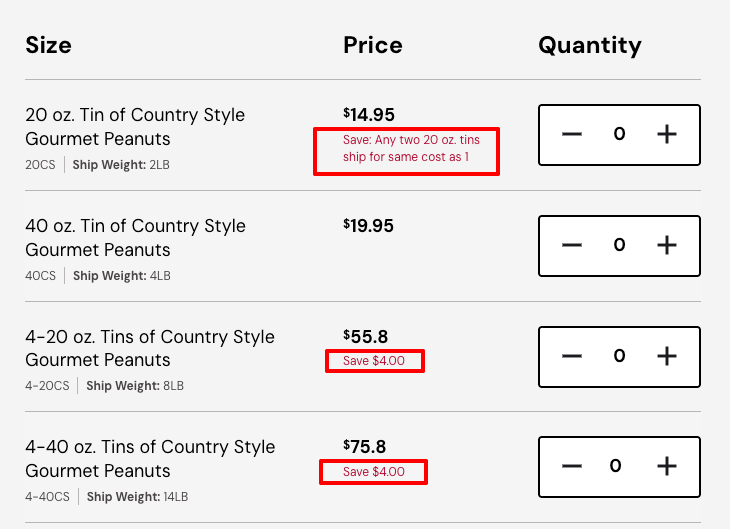 Size Price Quantity
20 oz. Tin of Country Style
Gourmet Peanuts
20CS | Ship Weight: 2LB
$14.95
Save: Any two 20 oz. tins
ship for same cost as 1
− 0 +
40 oz. Tin of Country Style
Gourmet Peanuts
40CS | Ship Weight: 4LB
$19.95
− 0 +
4-20 oz. Tins of Country Style
Gourmet Peanuts
4-20CS | Ship Weight: 8LB
$55.8
Save $4.00
− 0 +
4-40 oz. Tins of Country Style
Gourmet Peanuts
4-40CS | Ship Weight: 14LB
$75.8
Save $4.00
− 0 +